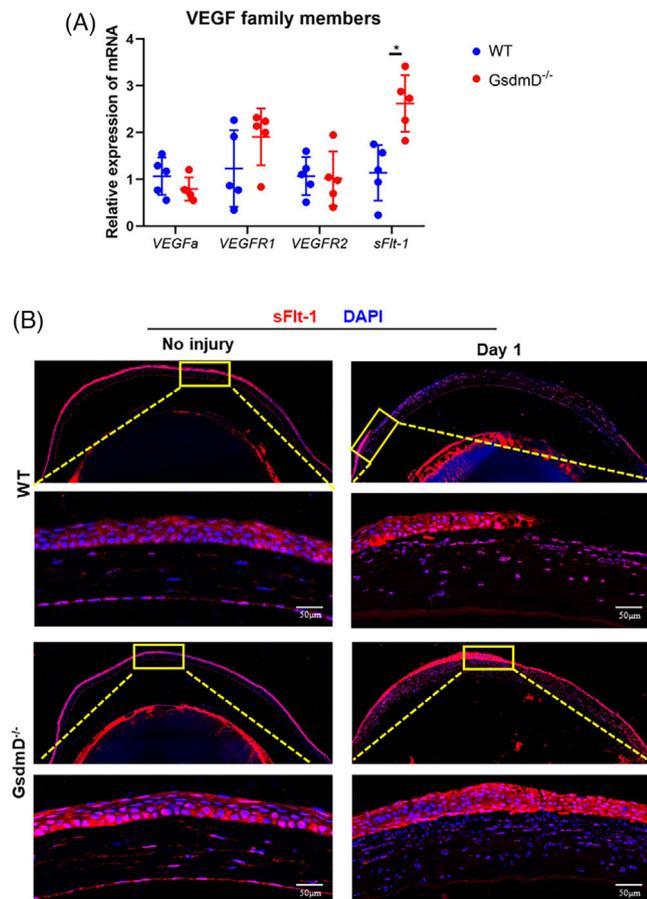 (A)
VEGF family members
Relative expression of mRNA
4
3
2
1
0
*
WT
GsdmD-/-
VEGFa VEGFR1 VEGFR2 sFlt-1
(B)
sFlt-1 DAPI
No injury Day 1
WT
50μm 50μm
GsdmD-/-
50μm 50μm